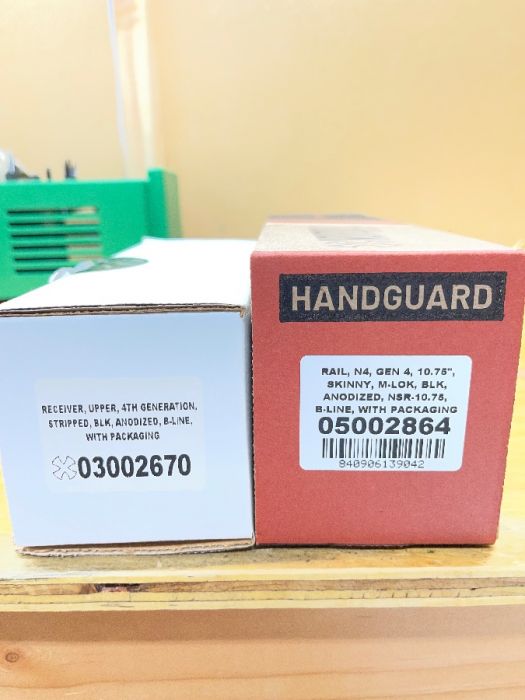 RECEIVER, UPPER, 4TH GENERATION,
STRIPPED, BLK, ANODIZED, B-LINE,
WITH PACKAGING
03002670
HANDGUARD
RAIL, N4, GEN 4, 10.75",
SKINNY, M-LOK, BLK,
ANODIZED, NSR-10.75,
B-LINE, WITH PACKAGING
05002864
840906139042